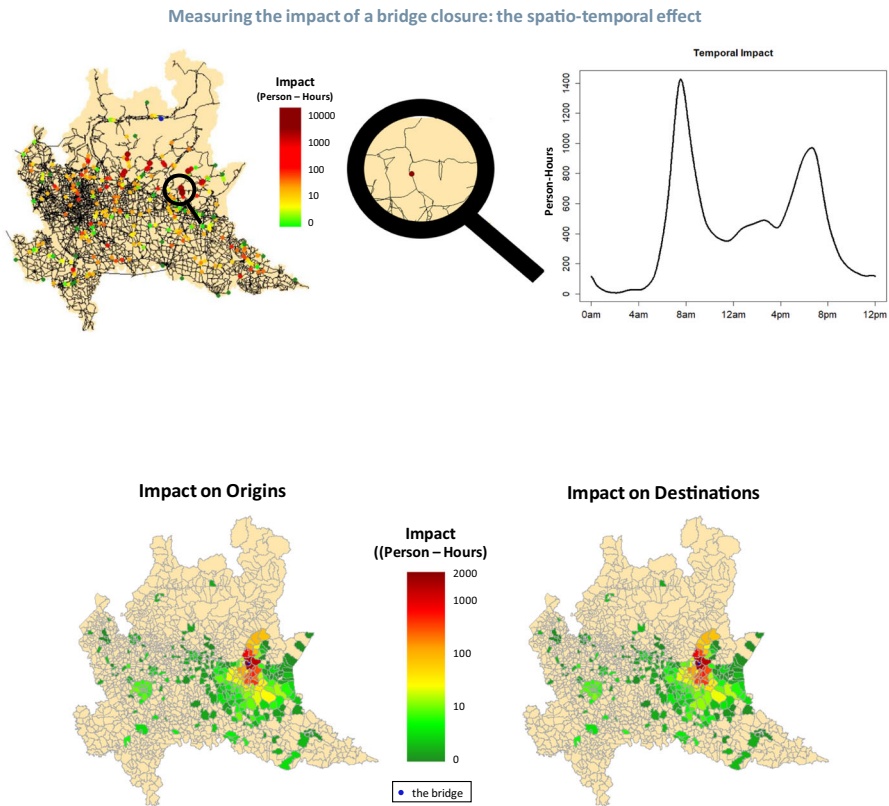 Measuring the impact of a bridge closure: the spatio-temporal effect
Impact
(Person – Hours)
10000
1000
100
10
0
Temporal Impact
Person-Hours
1400
1200
1000
800
600
400
200
0
0am 4am 8am 12am 4pm 8pm 12pm
Impact on Origins
Impact on Destinations
Impact
((Person – Hours)
2000
1000
100
10
0
the bridge